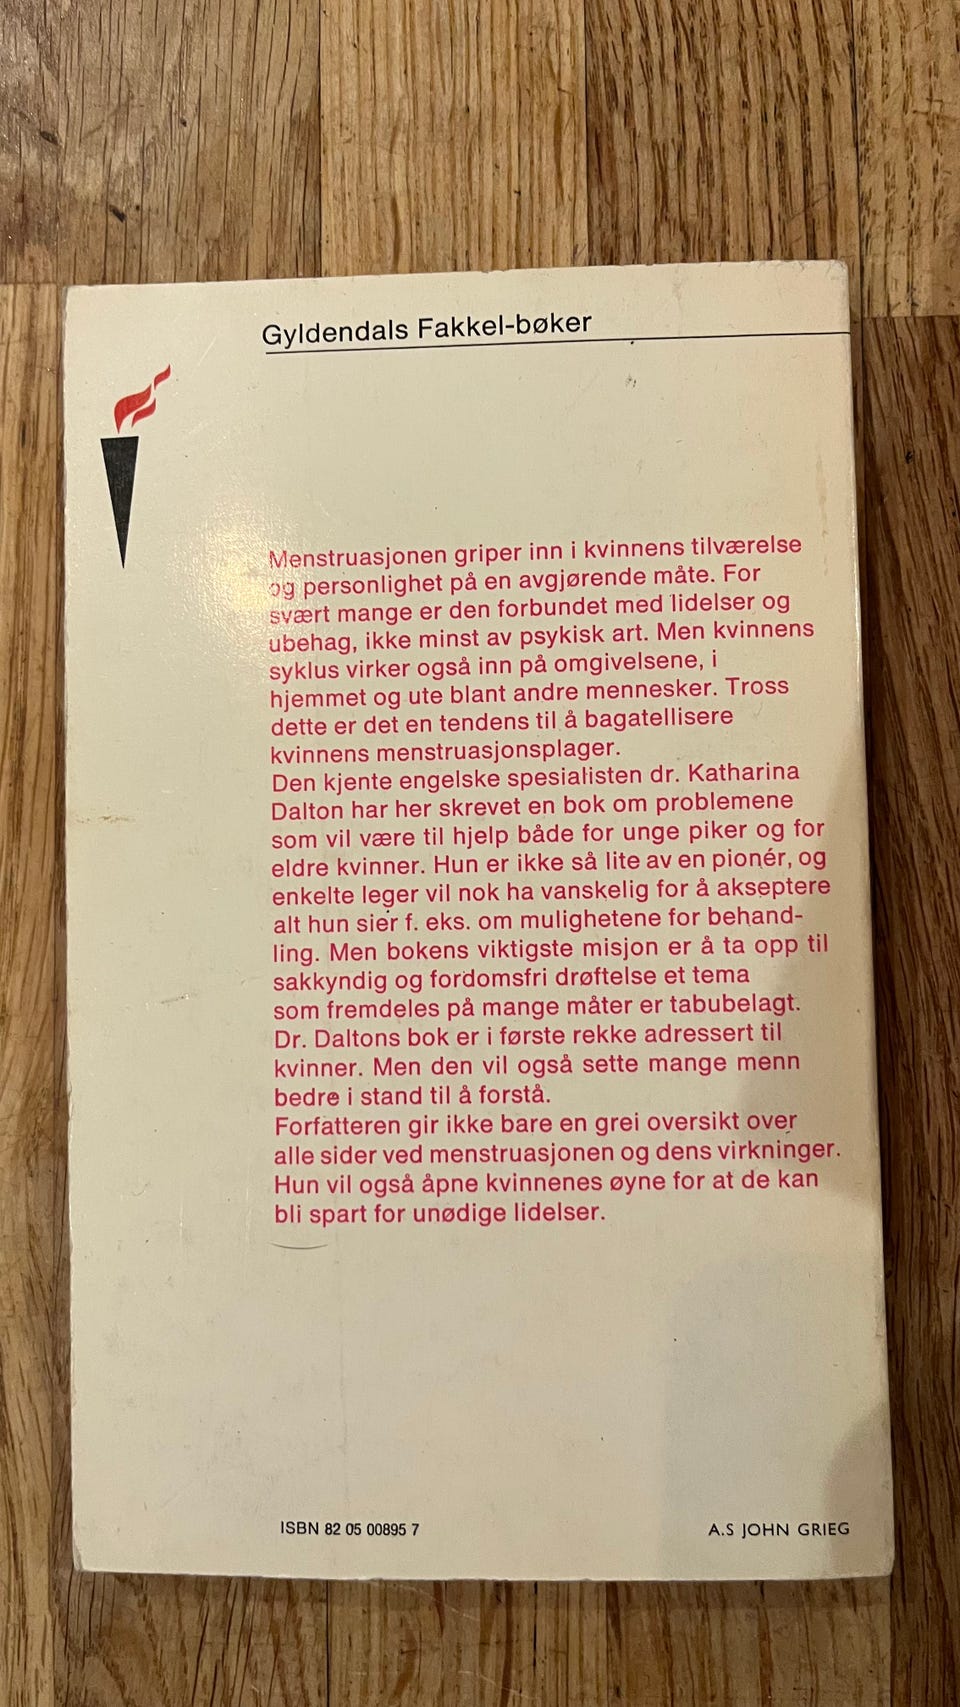 Gyldendals Fakkel-bøker
Menstruasjonen griper inn i kvinnens tilværelse
og personlighet på en avgjørende måte. For
svært mange er den forbundet med lidelser og
ubehag, ikke minst av psykisk art. Men kvinnens
syklus virker også inn på omgivelsene, i
hjemmet og ute blant andre mennesker. Tross
dette er det en tendens til å bagatellisere
kvinnens menstruasjonsplager.
Den kjente engelske spesialisten dr. Katharina
Dalton har her skrevet en bok om problemene
som vil være til hjelp både for unge piker og for
eldre kvinner. Hun er ikke så lite av en pionér, og
enkelte leger vil nok ha vanskelig for å akseptere
alt hun sier f. eks. om mulighetene for behand-
ling. Men bokens viktigste misjon er å ta opp til
sakkyndig og fordomsfri drøftelse et tema
som fremdeles på mange måter er tabubelagt.
Dr. Daltons bok er i første rekke adressert til
kvinner. Men den vil også sette mange menn
bedre i stand til å forstå.
Forfatteren gir ikke bare en grei oversikt over
alle sider ved menstruasjonen og dens virkninger.
Hun vil også åpne kvinnenes øyne for at de kan
bli spart for unødige lidelser.
ISBN 82 05 00895 7
A.S JOHN GRIEG